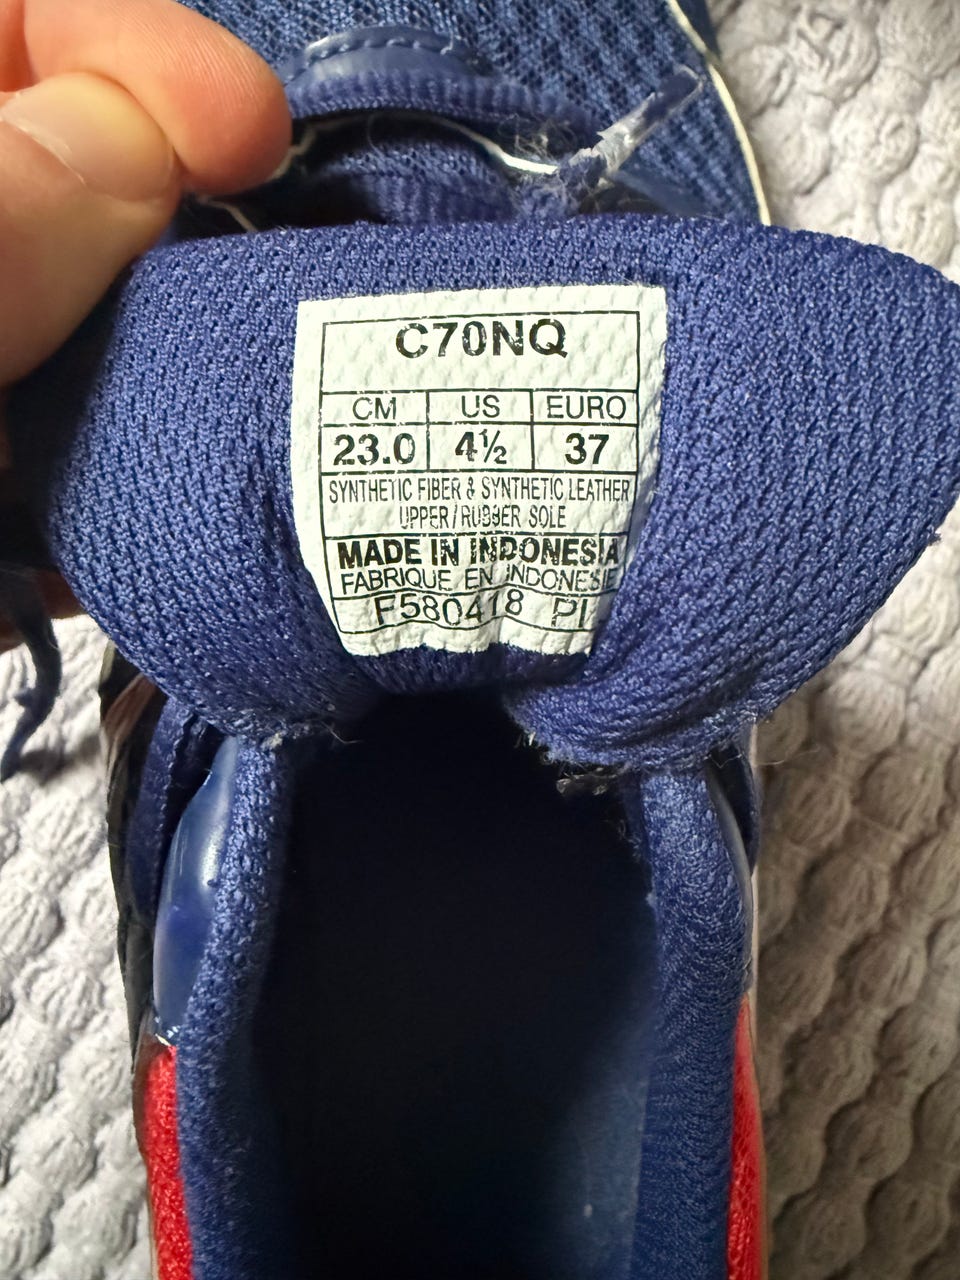 C70NQ
CM US EURO
23.0 4½ 37
SYNTHETIC FIBER & SYNTHETIC LEATHER
UPPER/RUBBER SOLE
MADE IN INDONESIA
FABRIQUE EN INDONESIE
F580418 PI